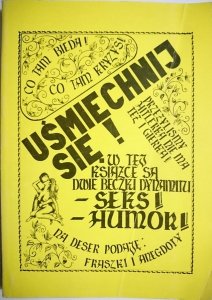 CO TAM BIEDA!
CO TAM KRYZYS!
UŚMIECHNIJ
SIĘ!
PRZEŻYLIŚMY
W TEJ
KSIĄŻCE SĄ
DWIE BECZKI DYNAMITU
- SEKS!
- HUMOR!
NA DESER PODAJĘ:
FRASZKI I ANEGDOTY